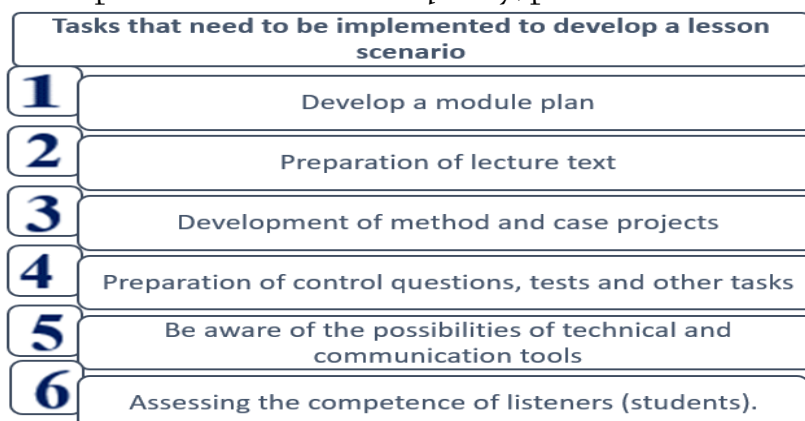 Tasks that need to be implemented to develop a lesson
scenario
1
Develop a module plan
2
Preparation of lecture text
3
Development of method and case projects
4
Preparation of control questions, tests and other tasks
5
Be aware of the possibilities of technical and
communication tools
6
Assessing the competence of listeners (students).